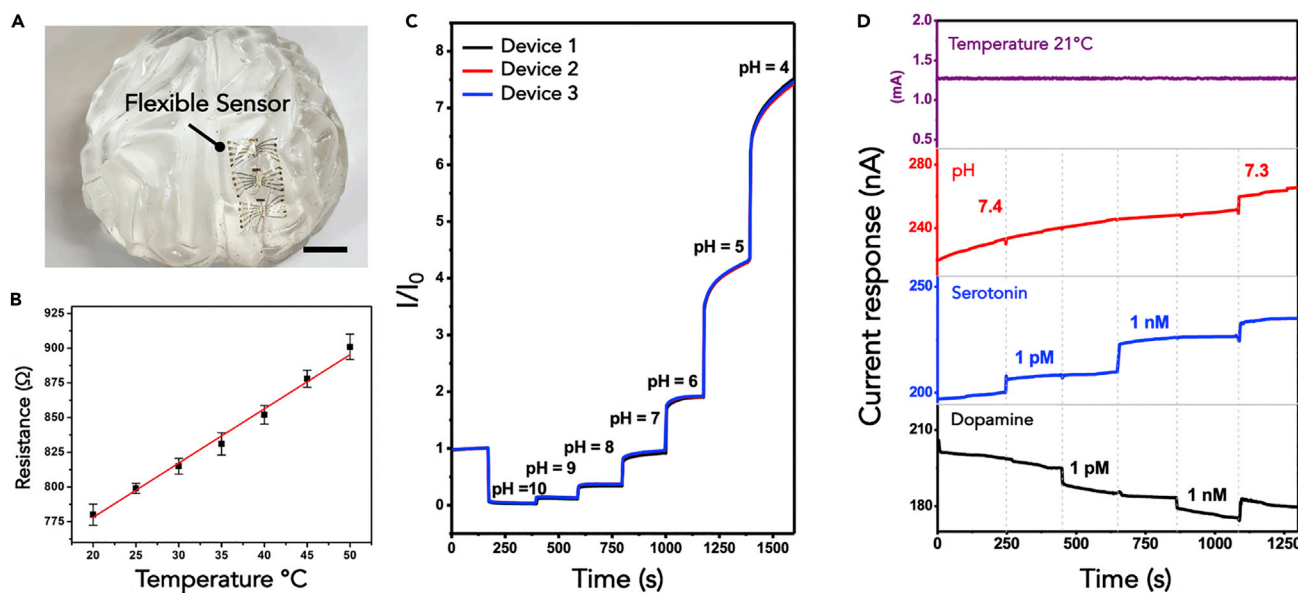 A
Flexible Sensor
B
Resistance (Ω)
900
875
850
825
800
775
20 25 30 35 40 45 50
Temperature °C
C
I/I0
8
7
6
5
4
3
2
1
0
Device 1
Device 2
Device 3
pH = 4
pH = 5
pH = 6
pH = 7
pH = 8
pH = 9
pH =10
0 500 1000 1500
Time (s)
D
Current response (nA)
(mA)
2.0
1.5
1.0
0.5
Temperature 21°C
280
240
pH
7.4
7.3
250
200
Serotonin
1 pM
1 nM
210
180
Dopamine
1 pM
1 nM
0 250 500 750 1000 1250
Time (s)